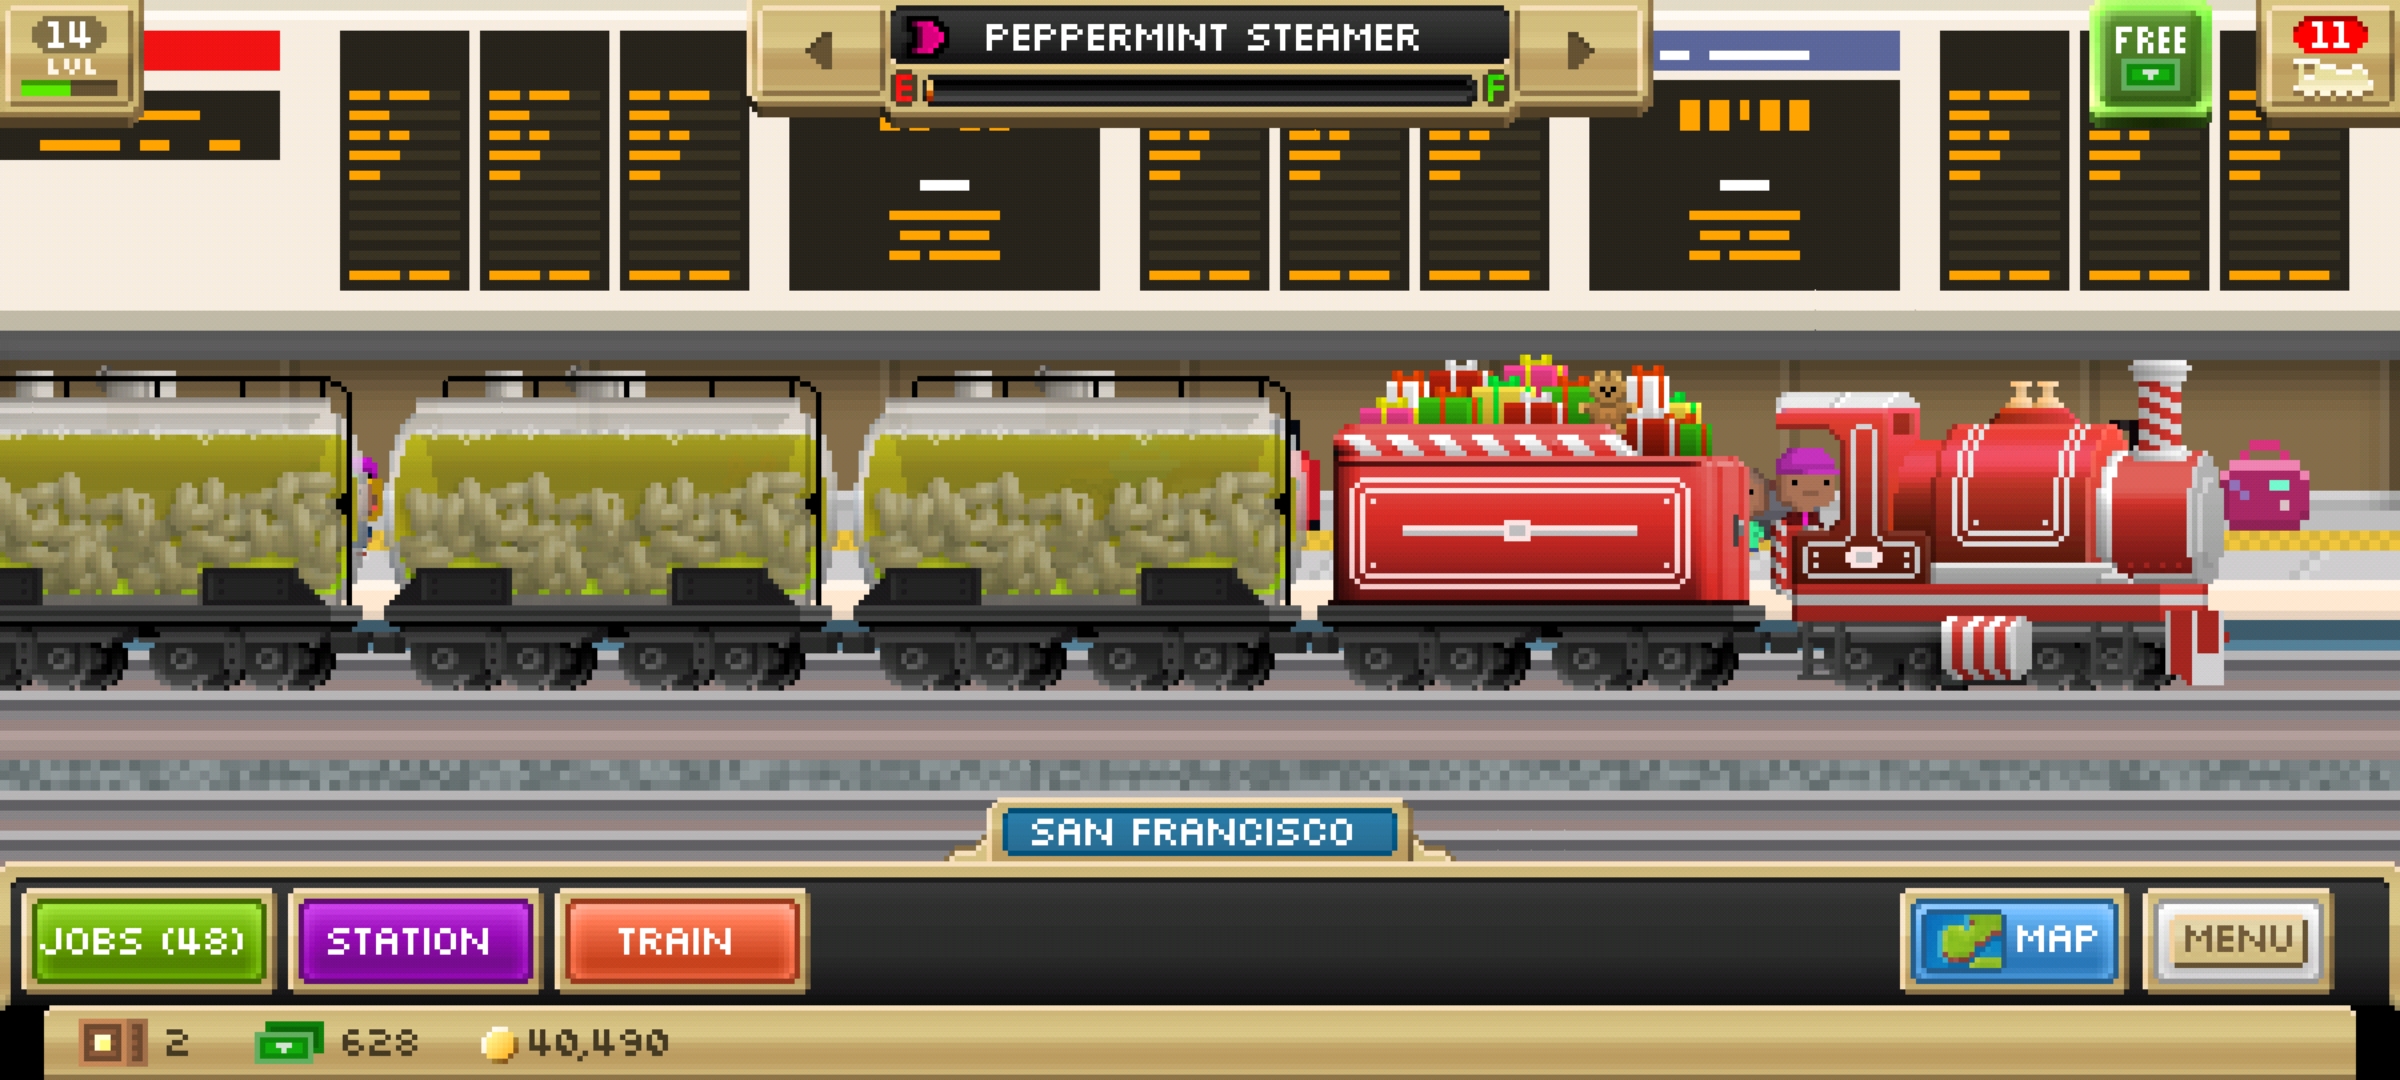 14
LVL
PEPPERMINT STEAMER
E
F
FREE
11
SAN FRANCISCO
JOBS (48)
STATION
TRAIN
MAP
MENU
2
628
40,490